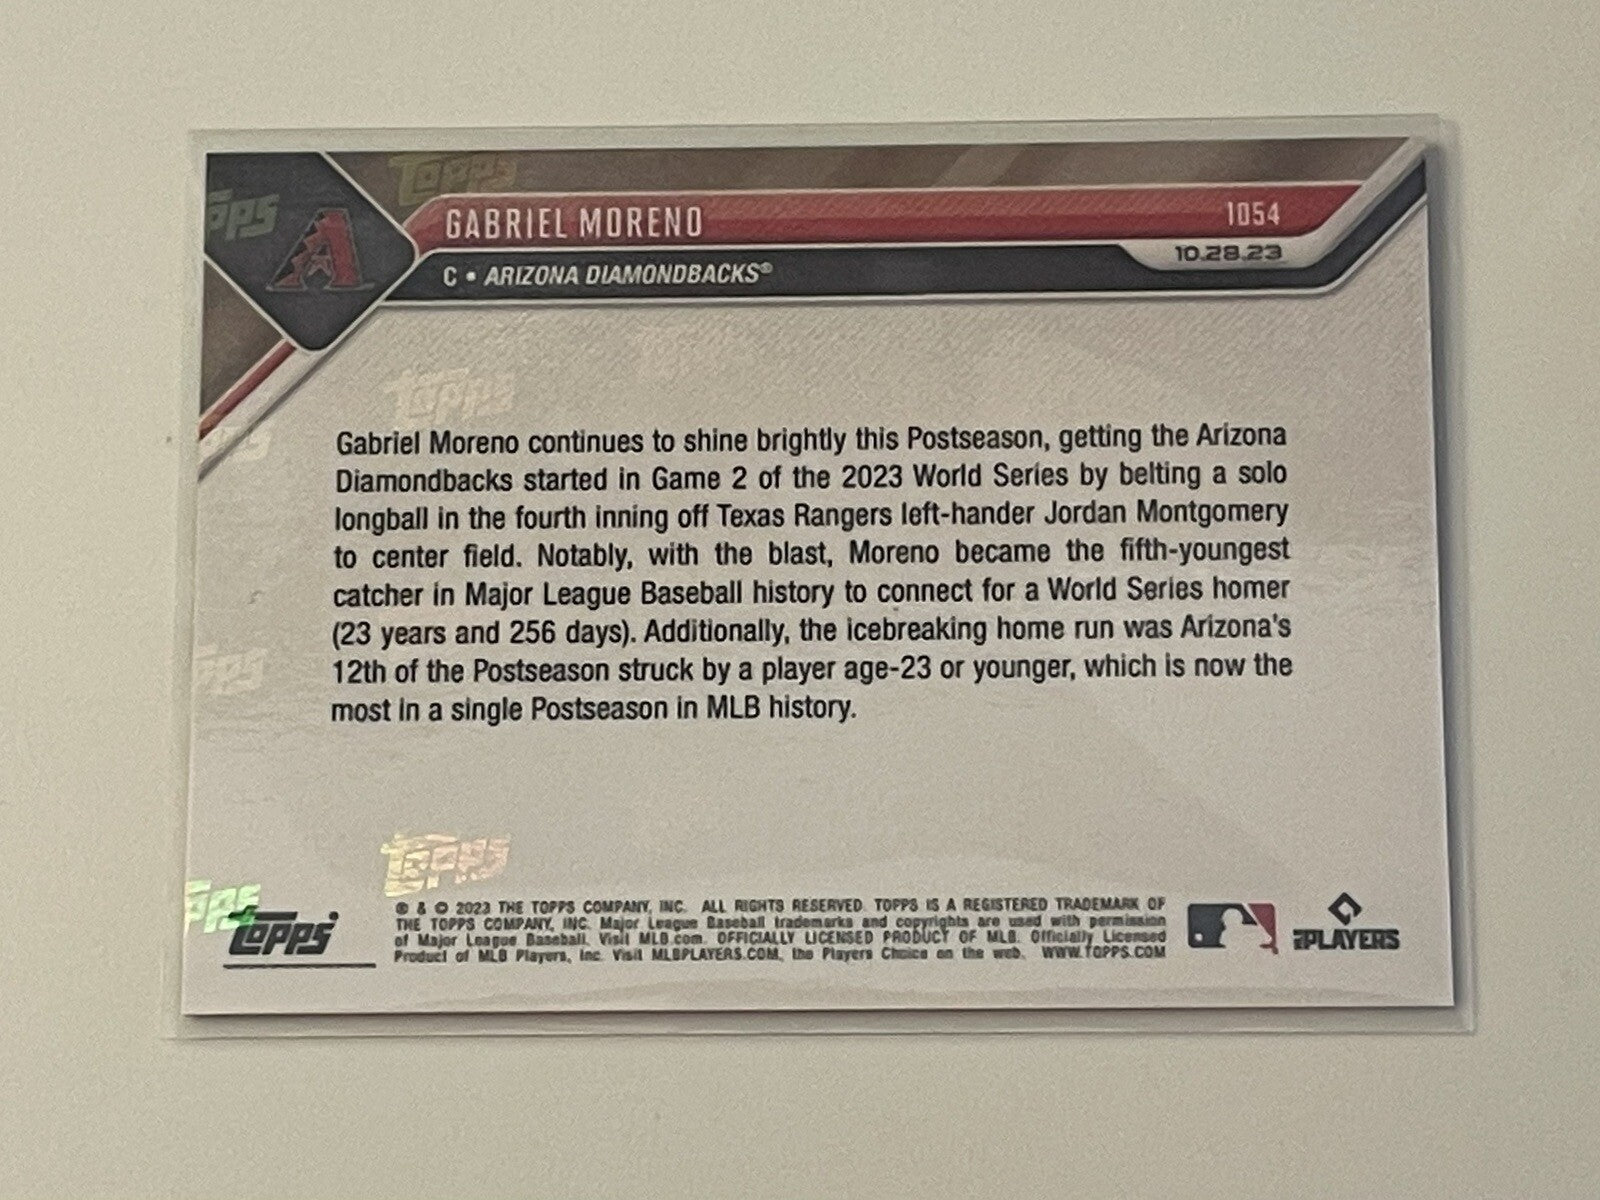 Topps
opps
GABRIEL MORENO
1054
C • ARIZONA DIAMONDBACKS®
10.28.23
Topps
Gabriel Moreno continues to shine brightly this Postseason, getting the Arizona
Diamondbacks started in Game 2 of the 2023 World Series by belting a solo
longball in the fourth inning off Texas Rangers left-hander Jordan Montgomery
to center field. Notably, with the blast, Moreno became the fifth-youngest
catcher in Major League Baseball history to connect for a World Series homer
(23 years and 256 days). Additionally, the icebreaking home run was Arizona's
12th of the Postseason struck by a player age-23 or younger, which is now the
most in a single Postseason in MLB history.
opps
Topps
opps
Topps
® & © 2023 THE TOPPS COMPANY, INC. ALL RIGHTS RESERVED. TOPPS IS A REGISTERED TRADEMARK OF
THE TOPPS COMPANY, INC. Major League Baseball trademarks and copyrights are used with permission
of Major League Baseball. Visit MLB.com. OFFICIALLY LICENSED PRODUCT OF MLB. Officially Licensed
Product of MLB Players, Inc. Visit MLBPLAYERS.COM, the Players Choice on the web. WWW.TOPPS.COM
PLAYERS